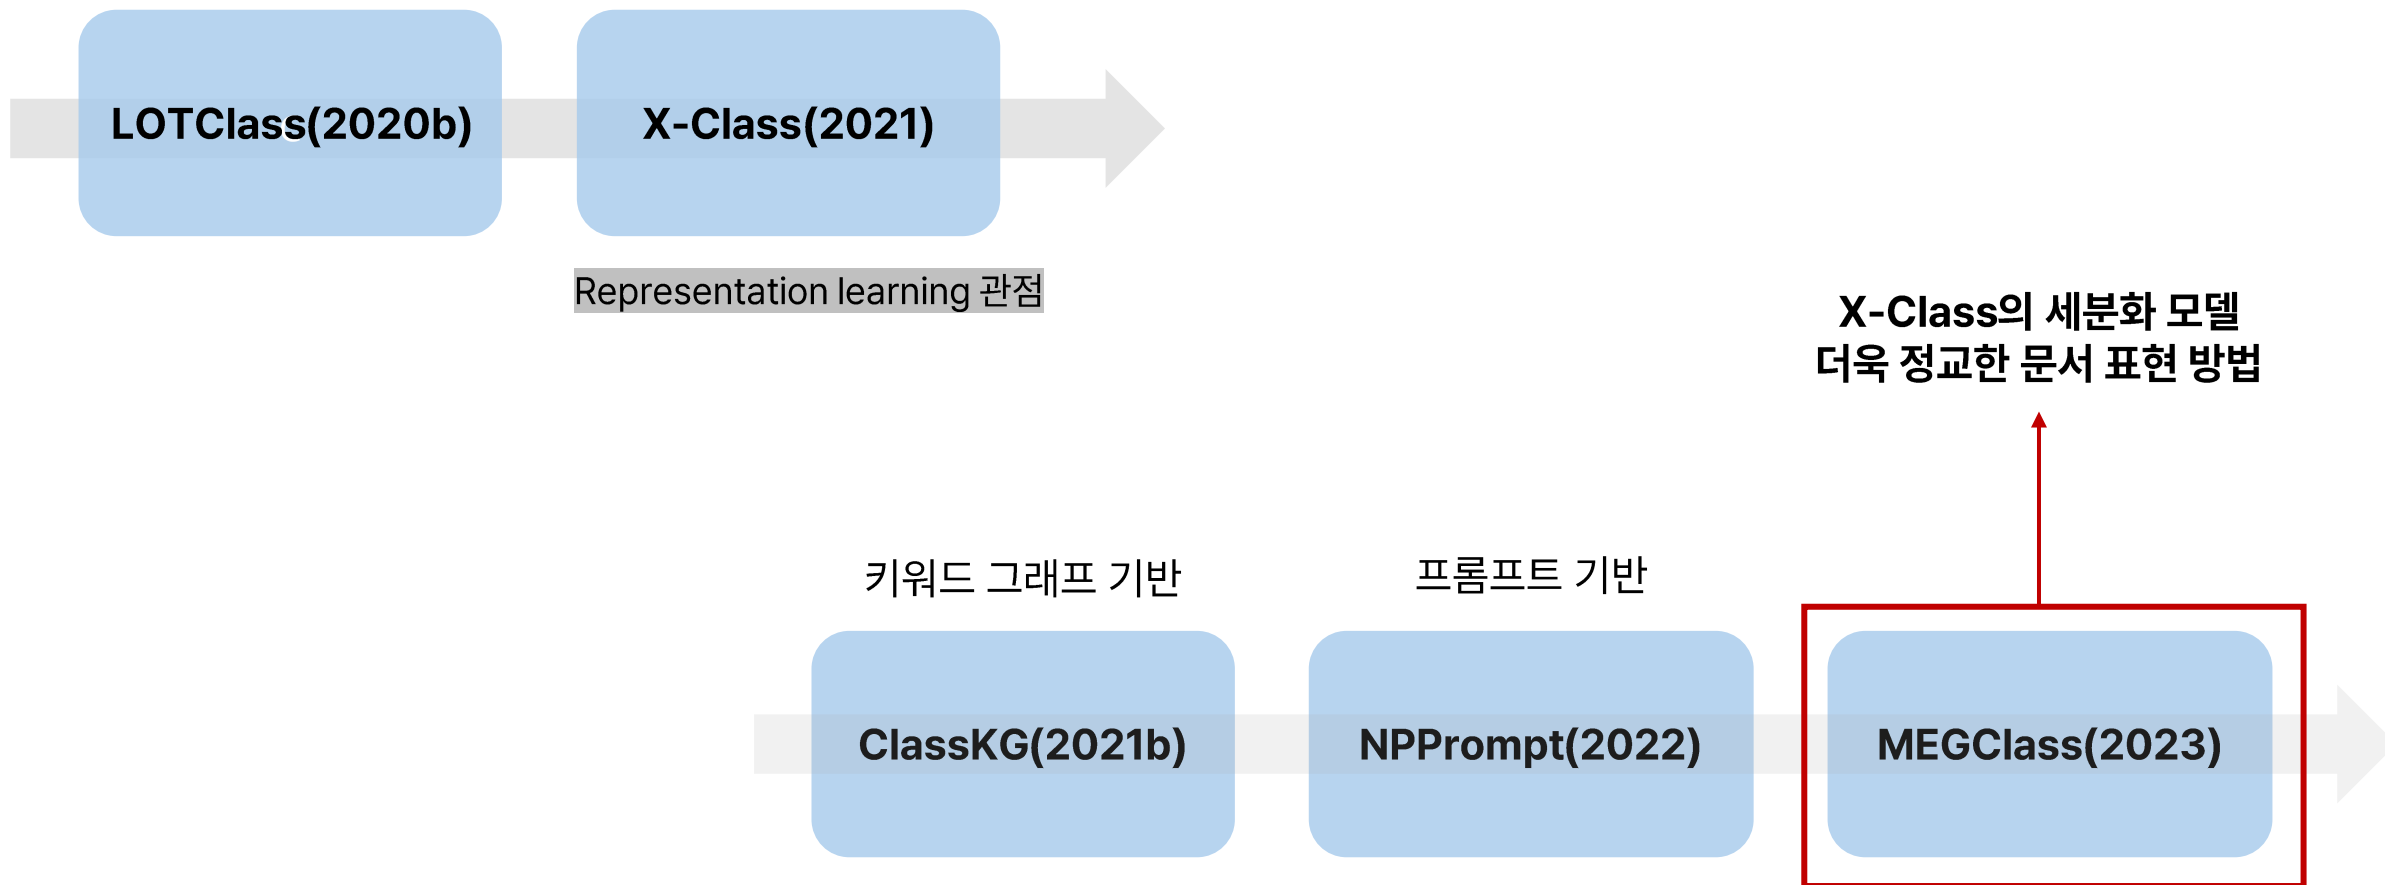 LOTClass(2020b)
X-Class(2021)
Representation learning 관점
X-Class의 세분화 모델
더욱 정교한 문서 표현 방법
키워드 그래프 기반
프롬프트 기반
ClassKG(2021b)
NPPrompt(2022)
MEGClass(2023)